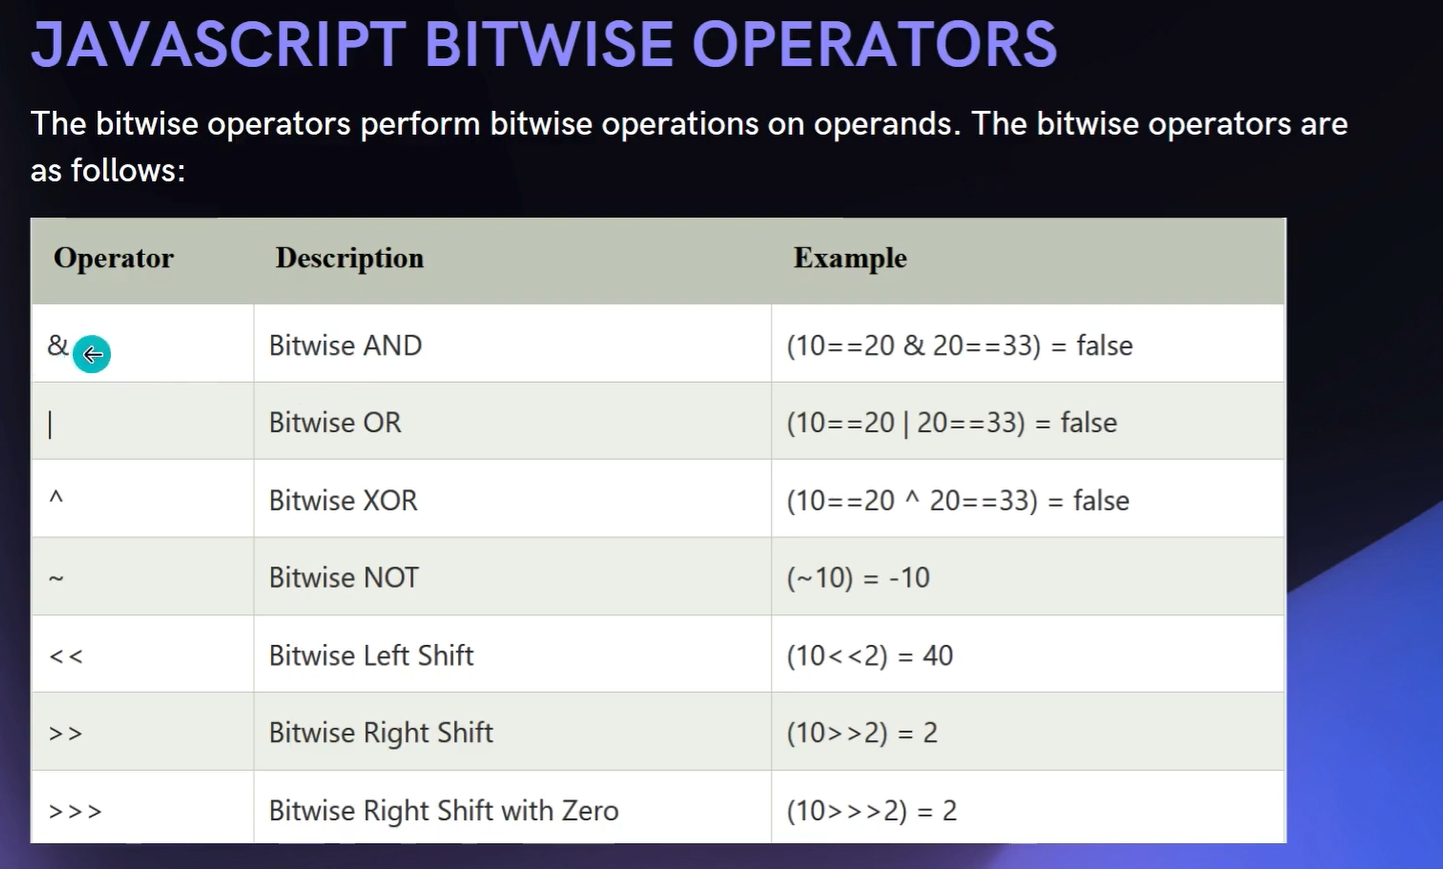 JAVASCRIPT BITWISE OPERATORS
The bitwise operators perform bitwise operations on operands. The bitwise operators are
as follows:
Operator Description Example
& Bitwise AND (10==20 & 20==33) = false
| Bitwise OR (10==20 | 20==33) = false
^ Bitwise XOR (10==20 ^ 20==33) = false
~ Bitwise NOT (~10) = -10
<< Bitwise Left Shift (10<<2) = 40
>> Bitwise Right Shift (10>>2) = 2
>>> Bitwise Right Shift with Zero (10>>>2) = 2